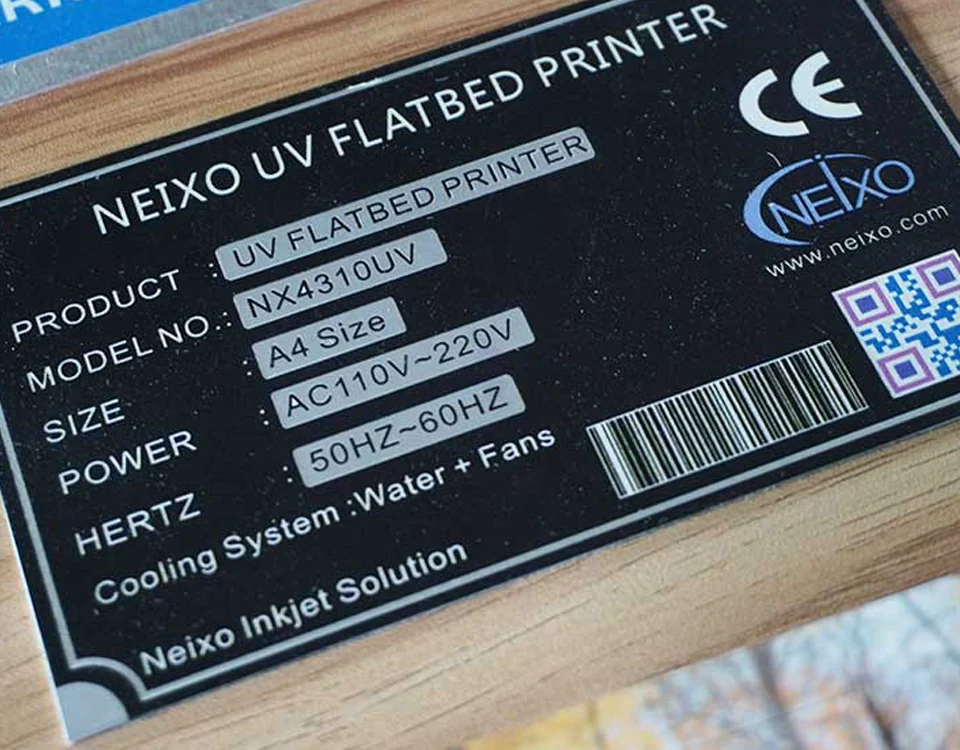 NEIXO UV FLATBED PRINTER
CE
NEIXO
www.neixo.com
PRODUCT : UV FLATBED PRINTER
MODEL NO.: NX4310UV
SIZE : A4 Size
POWER : AC110V~220V
HERTZ : 50HZ~60HZ
Cooling System :Water + Fans
Neixo Inkjet Solution